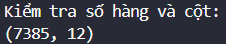 Kiểm tra số hàng và cột:
(7385, 12)